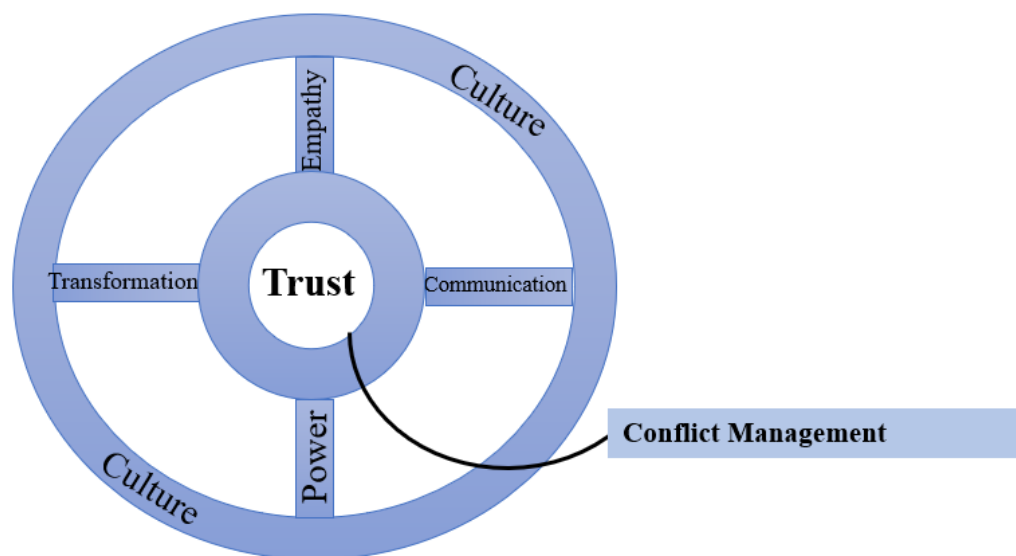 Culture
Empathy
Transformation
Trust
Communication
Power
Conflict Management
Culture